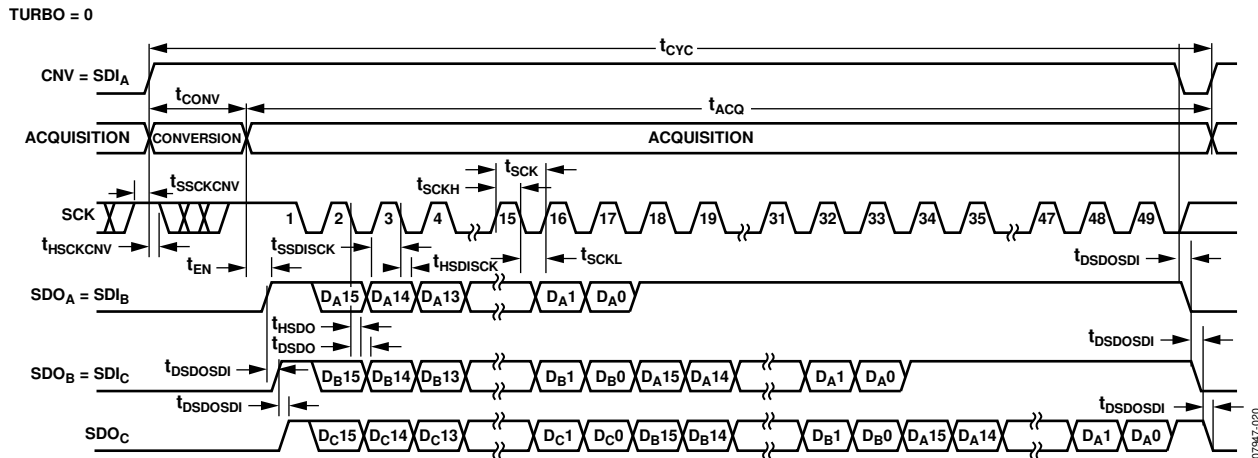 TURBO = 0
tCYC
CNV = SDIA
tCONV
tACQ
ACQUISITION
CONVERSION
ACQUISITION
tSCK
tSSCKCNV
tSCKH
SCK
1 2 3 4 15 16 17 18 19 31 32 33 34 35 47 48 49
tHSCKCNV
tSSDISCK
tHSDISCK
tSCKL
tDSDOSDI
tEN
SDOA = SDIB
DA15 DA14 DA13 DA1 DA0
tHSDO
tDSDO
tDSDOSDI
tDSDOSDI
SDOB = SDIC
DB15 DB14 DB13 DB1 DB0 DA15 DA14 DA1 DA0
tDSDOSDI
tDSDOSDI
SDOC
DC15 DC14 DC13 DC1 DC0 DB15 DB14 DB1 DB0 DA15 DA14 DA1 DA0
07947-020